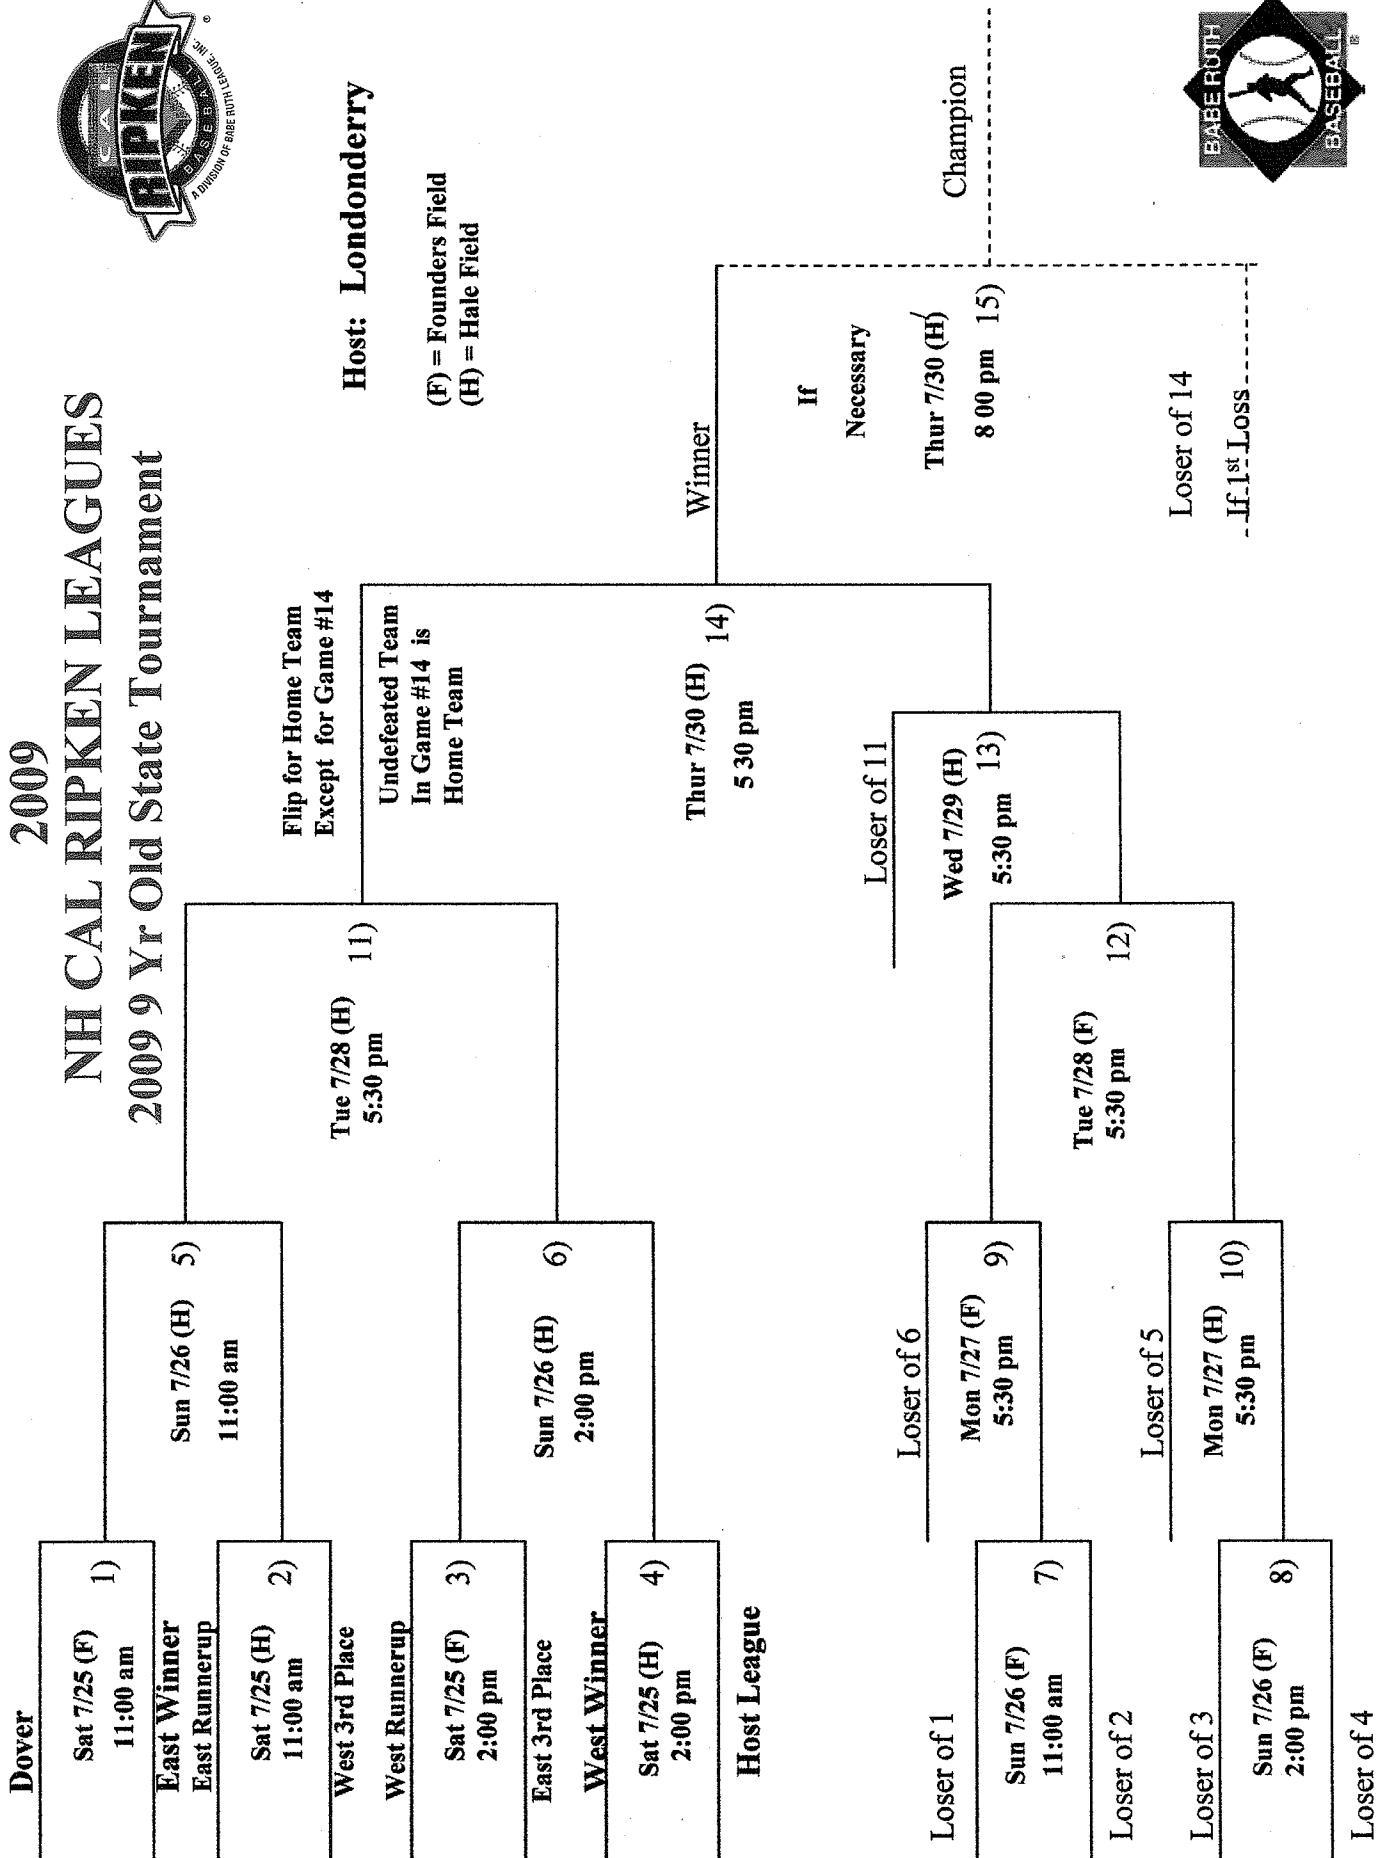 2009
NH CAL RIPKEN LEAGUES
2009 9 Yr Old State Tournament
CAL
RIPKEN
BASEBALL
A DIVISION OF BABE RUTH LEAGUE, INC.
®
Host: Londonderry
(F) = Founders Field
(H) = Hale Field
Flip for Home Team
Except for Game #14
Undefeated Team
In Game #14 is
Home Team
Dover
Sat 7/25 (F)
11:00 am
1)
East Winner
East Runnerup
Sat 7/25 (H)
11:00 am
2)
West 3rd Place
West Runnerup
Sat 7/25 (F)
2:00 pm
3)
East 3rd Place
West Winner
Sat 7/25 (H)
2:00 pm
4)
Host League
Sun 7/26 (H)
11:00 am
5)
Sun 7/26 (H)
2:00 pm
6)
Tue 7/28 (H)
5:30 pm
11)
Thur 7/30 (H)
5 30 pm
14)
Winner
If
Necessary
Thur 7/30 (H)
8 00 pm 15)
Loser of 14
If 1st Loss
Champion
Loser of 1
Sun 7/26 (F)
11:00 am
7)
Loser of 2
Loser of 3
Sun 7/26 (F)
2:00 pm
8)
Loser of 4
Loser of 6
Mon 7/27 (F)
5:30 pm
9)
Loser of 5
Mon 7/27 (H)
5:30 pm
10)
Tue 7/28 (F)
5:30 pm
12)
Loser of 11
Wed 7/29 (H)
5:30 pm
13)
BABE RUTH
BASEBALL
®